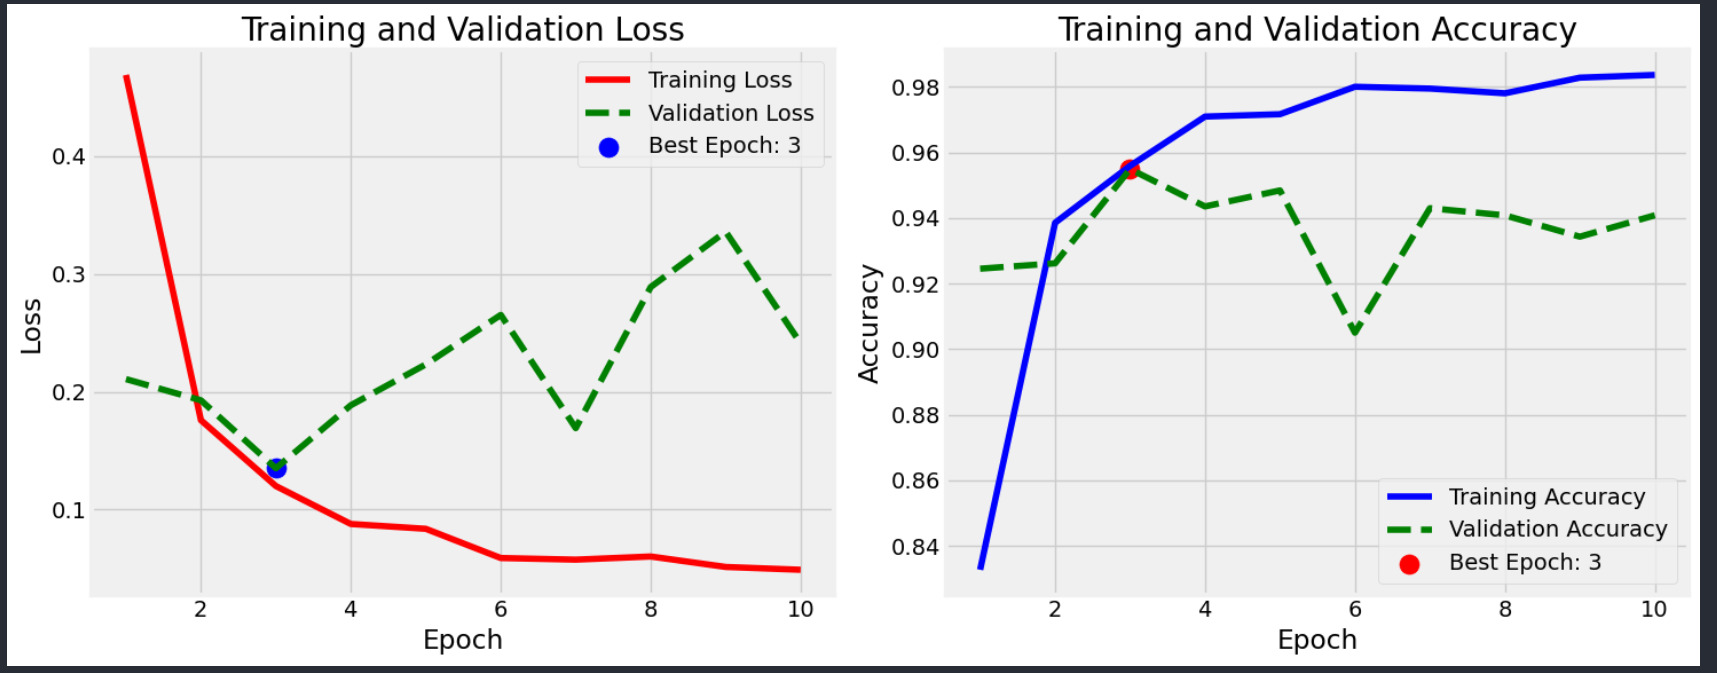 Training and Validation Loss
Training Loss
Validation Loss
Best Epoch: 3
0.4
0.3
0.2
0.1
Loss
2 4 6 8 10
Epoch
Training and Validation Accuracy
0.98
0.96
0.94
0.92
0.90
0.88
0.86
0.84
Accuracy
Training Accuracy
Validation Accuracy
Best Epoch: 3
2 4 6 8 10
Epoch